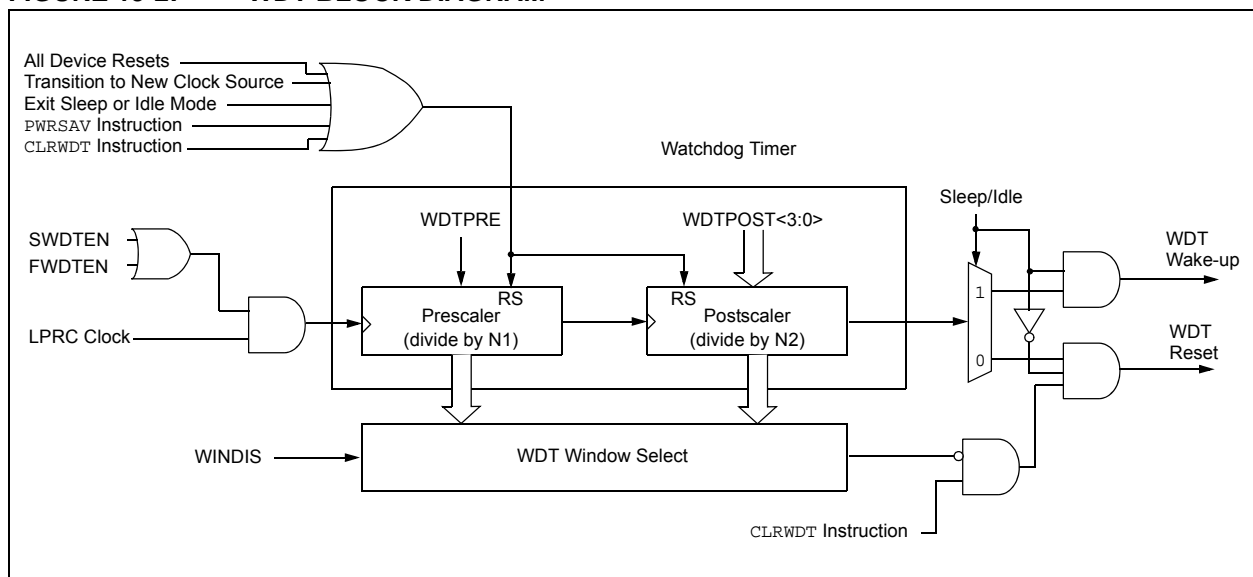 All Device Resets
Transition to New Clock Source
Exit Sleep or Idle Mode
PWRSAV Instruction
CLRWDT Instruction
Watchdog Timer
Sleep/Idle
WDTPRE
WDTPOST<3:0>
SWDTEN
FWDTEN
WDT
Wake-up
RS
RS
1
Prescaler
(divide by N1)
Postscaler
(divide by N2)
LPRC Clock
WDT
Reset
0
WINDIS
WDT Window Select
CLRWDT Instruction